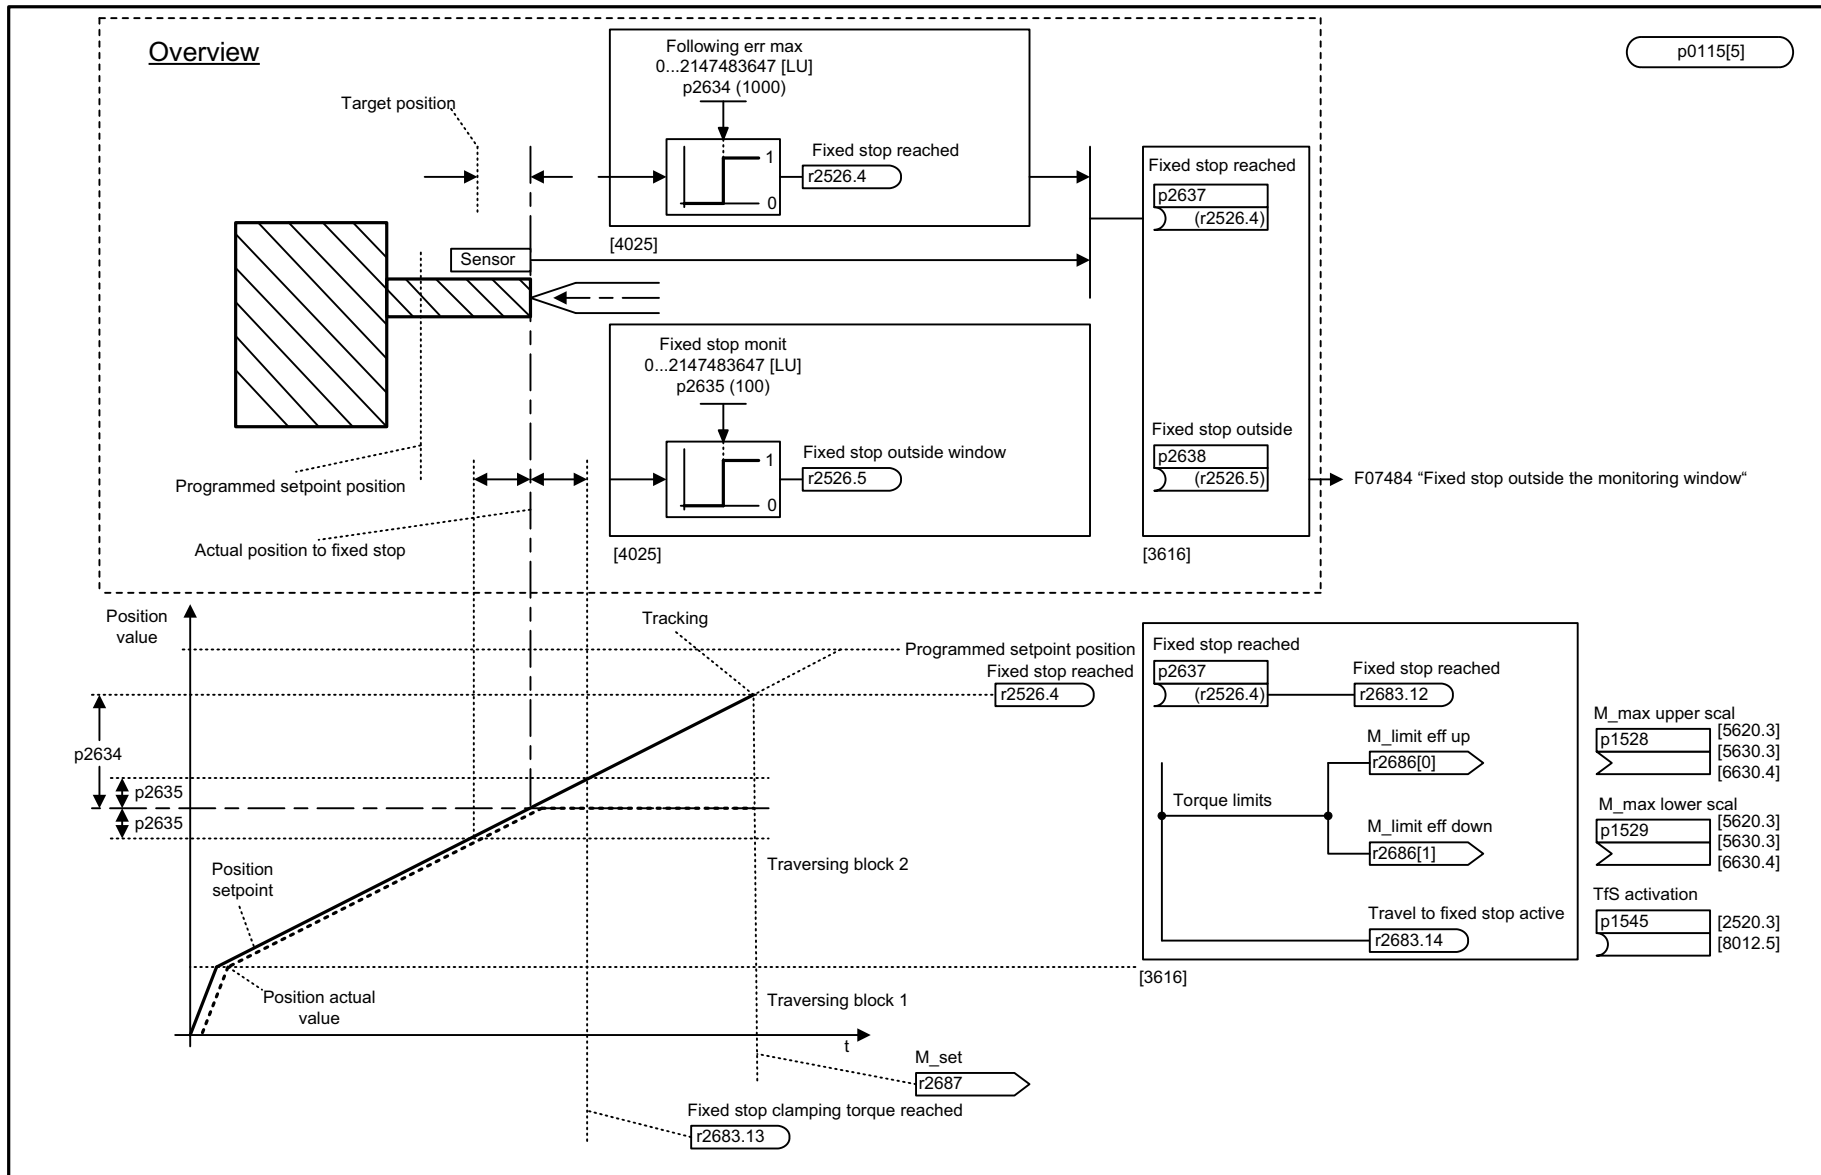 Overview
p0115[5]
Target position
Following err max
0...2147483647 [LU]
p2634 (1000)
1
0
Fixed stop reached
r2526.4
[4025]
Sensor
Fixed stop reached
p2637
(r2526.4)
Fixed stop monit
0...2147483647 [LU]
p2635 (100)
1
0
Fixed stop outside window
r2526.5
[4025]
Fixed stop outside
p2638
(r2526.5)
[3616]
F07484 “Fixed stop outside the monitoring window“
Programmed setpoint position
Actual position to fixed stop
Position
value
Tracking
Programmed setpoint position
Fixed stop reached
r2526.4
p2634
p2635
p2635
Position
setpoint
Traversing block 2
Position actual
value
Traversing block 1
t
M_set
r2687
Fixed stop clamping torque reached
r2683.13
Fixed stop reached
p2637
(r2526.4)
Fixed stop reached
r2683.12
M_limit eff up
r2686[0]
Torque limits
M_limit eff down
r2686[1]
Travel to fixed stop active
r2683.14
[3616]
M_max upper scal
p1528
[5620.3]
[5630.3]
[6630.4]
M_max lower scal
p1529
[5620.3]
[5630.3]
[6630.4]
TfS activation
p1545
[2520.3]
[8012.5]